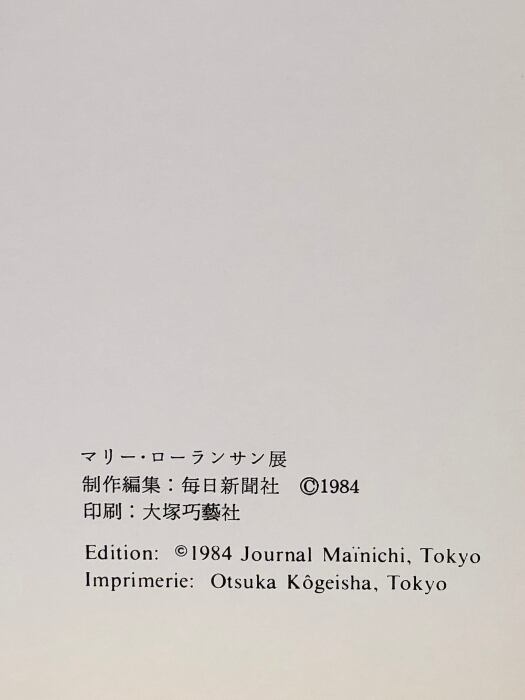 マリー・ローランサン展
制作編集：毎日新聞社　©1984
印刷：大塚巧藝社
Edition: ©1984 Journal Maïnichi, Tokyo
Imprimerie: Otsuka Kôgeisha, Tokyo